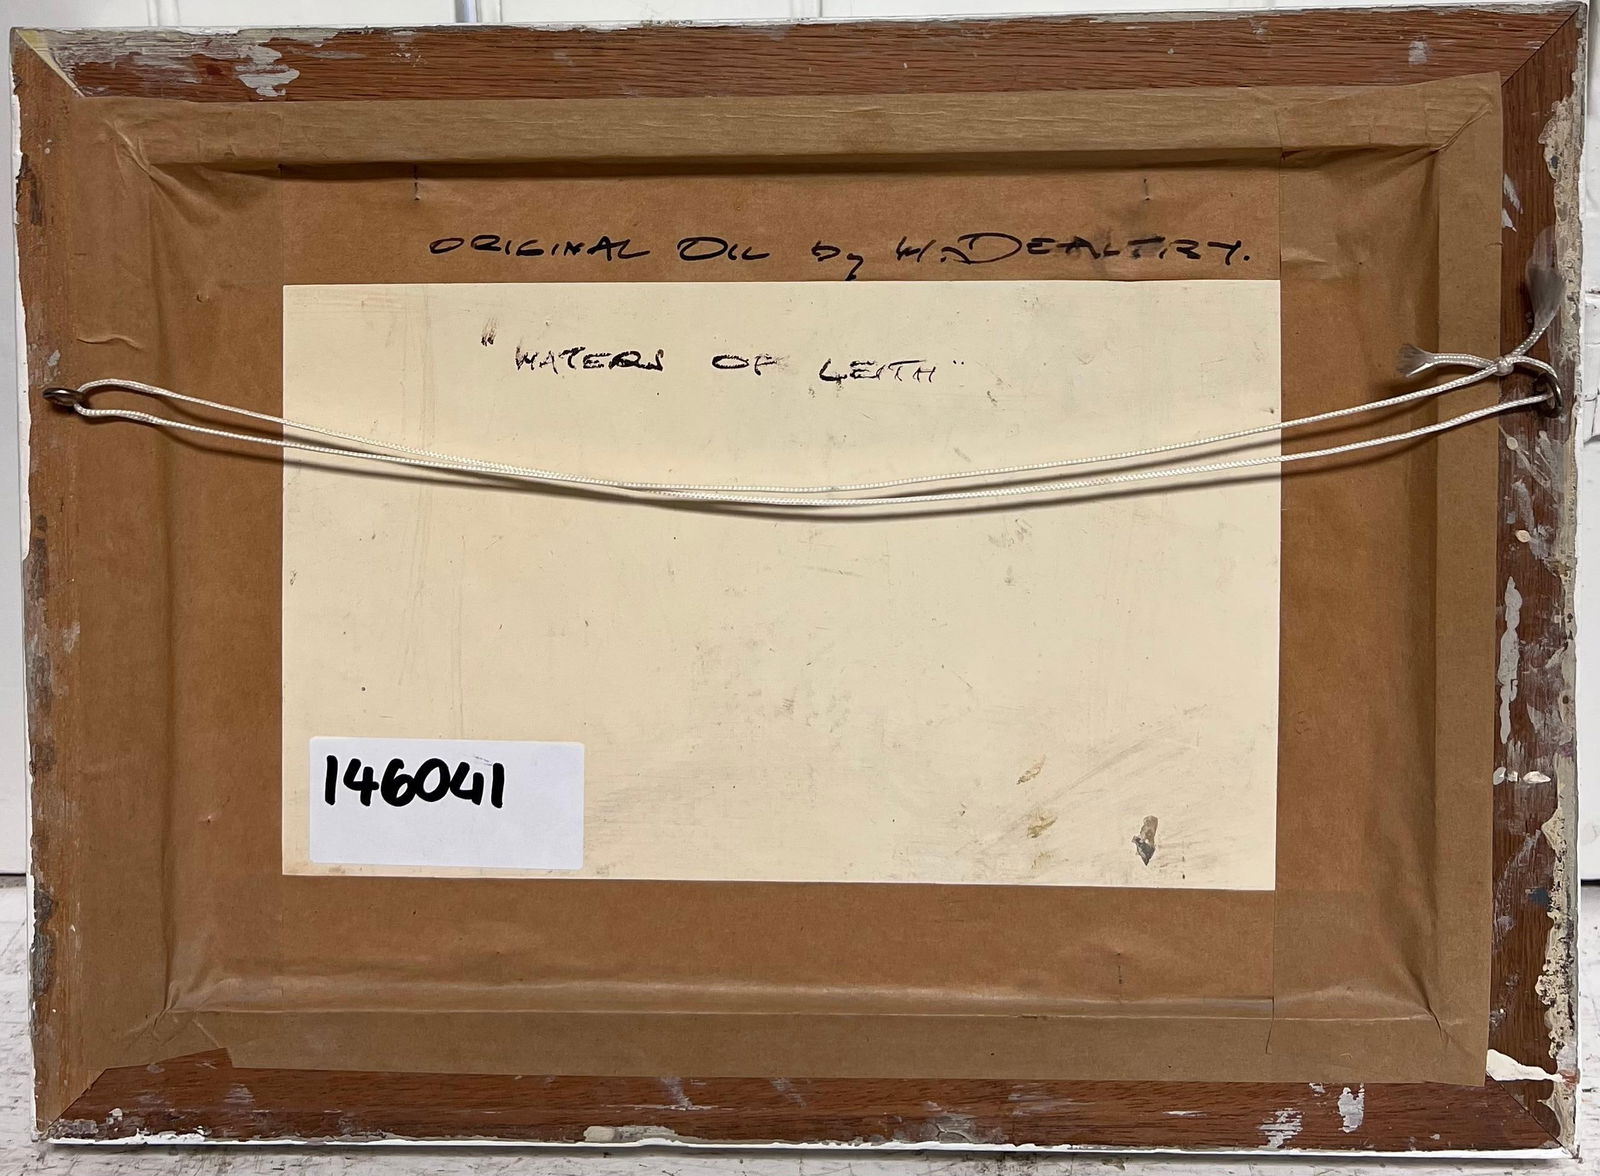 ORIGINAL OIL by W. DEALTRY.
"WATERS OF LEITH"
146041